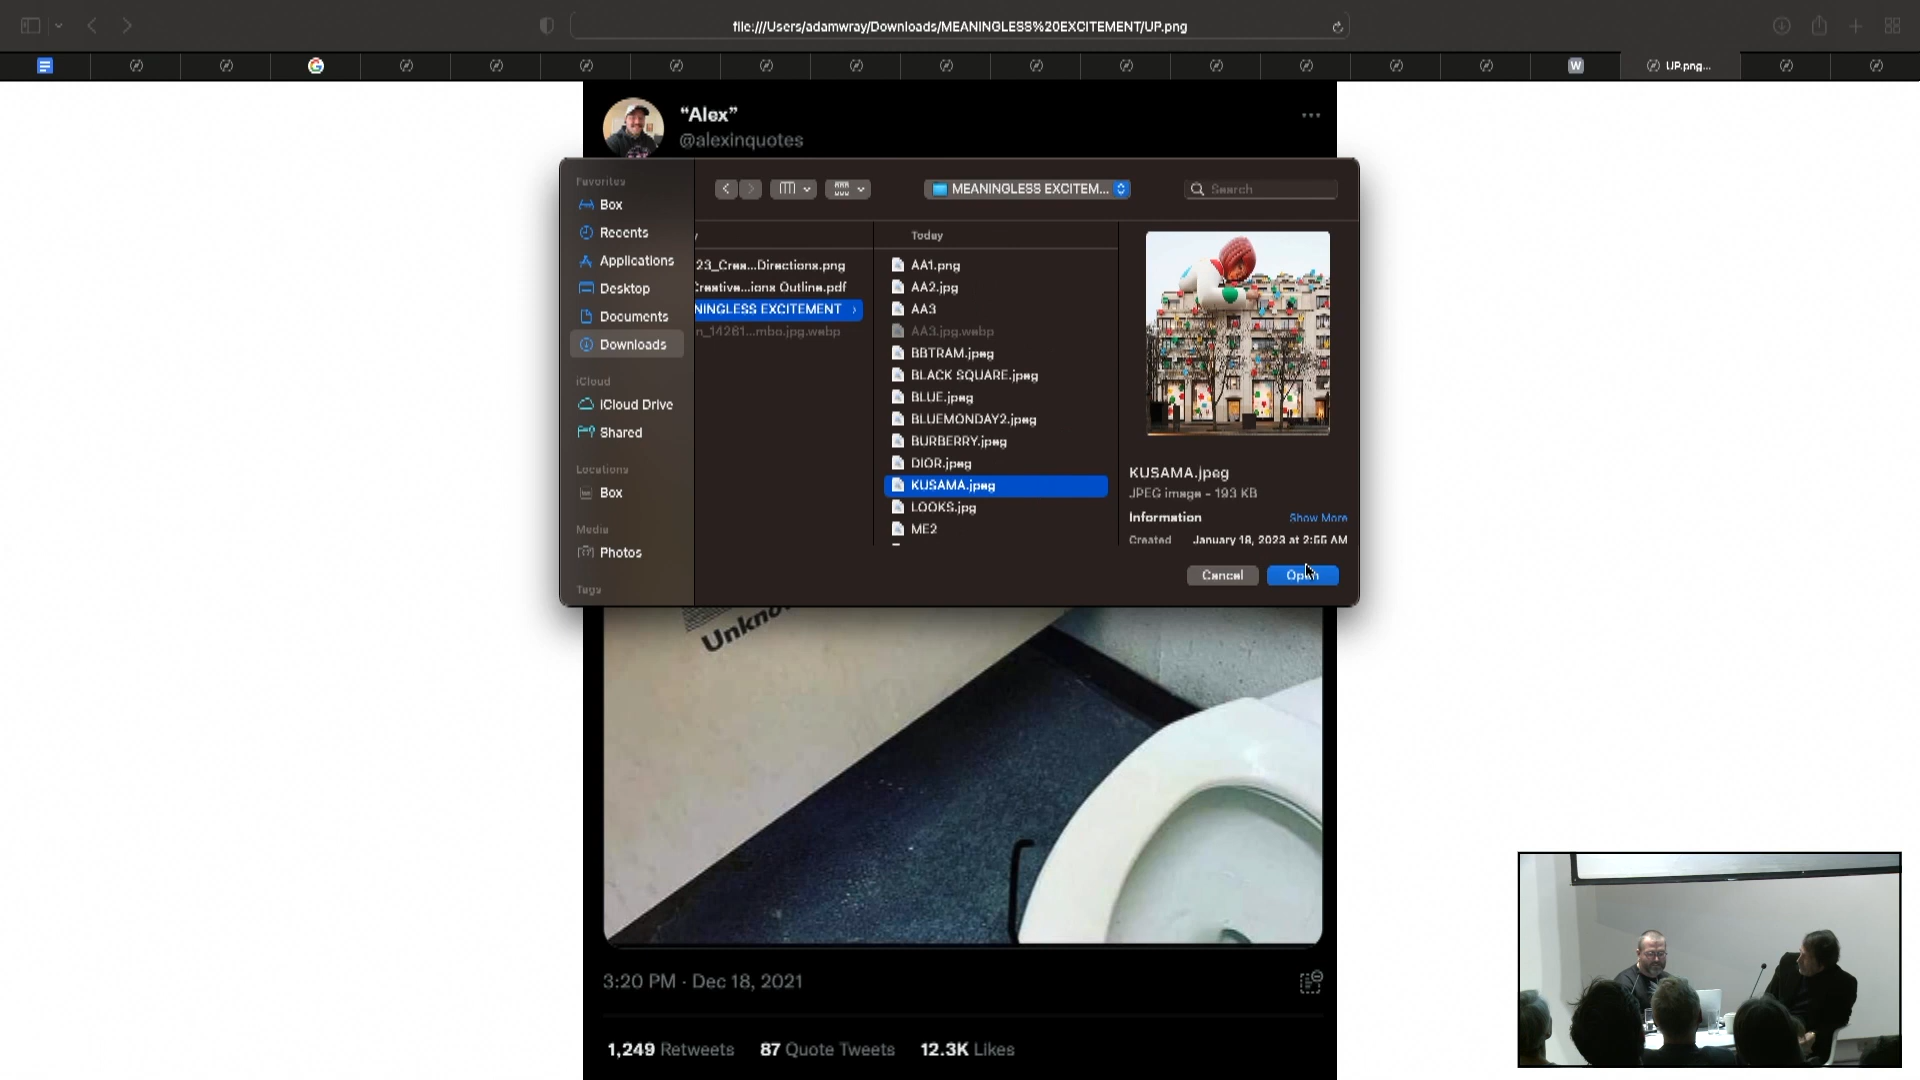 file:///Users/adamwray/Downloads/MEANINGLESS%20EXCITEMENT/UP.png
W
UP.png...
“Alex”
@alexinquotes
Favorites
Box
Recents
Applications
Desktop
Documents
Downloads
iCloud
iCloud Drive
Shared
Locations
Box
Media
Photos
Tags
MEANINGLESS EXCITEM...
Search
23_Crea...Directions.png
Creative...ions Outline.pdf
NINGLESS EXCITEMENT
n_14261...mbo.jpg.webp
Today
AA1.png
AA2.jpg
AA3
AA3.jpg.webp
BBTRAM.jpeg
BLACK SQUARE.jpeg
BLUE.jpeg
BLUEMONDAY2.jpeg
BURBERRY.jpeg
DIOR.jpeg
KUSAMA.jpeg
LOOKS.jpg
ME2
KUSAMA.jpeg
JPEG image - 193 KB
Information Show More
Created January 18, 2023 at 2:55 AM
Cancel
Open
Unkno
3:20 PM · Dec 18, 2021
1,249 Retweets 87 Quote Tweets 12.3K Likes